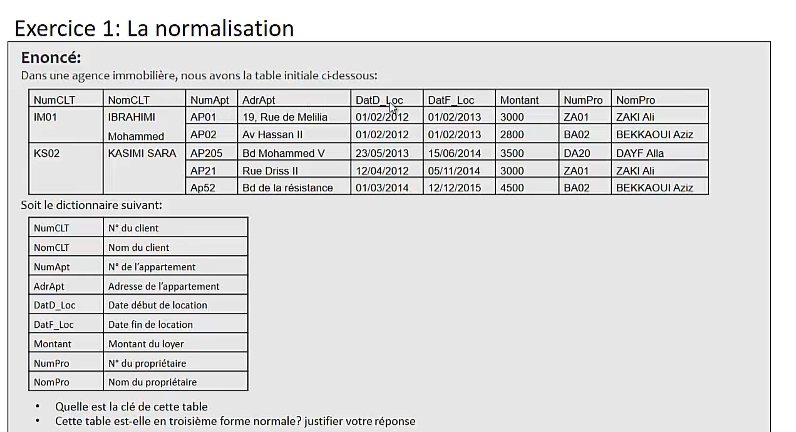 Exercice 1: La normalisation
Enoncé:
Dans une agence immobilière, nous avons la table initiale ci-dessous:
NumCLT NomCLT NumApt AdrApt DatD_Loc DatF_Loc Montant NumPro NomPro
IM01 IBRAHIMI AP01 19, Rue de Melilia 01/02/2012 01/02/2013 3000 ZA01 ZAKI Ali
Mohammed AP02 Av Hassan II 01/02/2012 01/02/2013 2800 BA02 BEKKAOUI Aziz
KS02 KASIMI SARA AP205 Bd Mohammed V 23/05/2013 15/06/2014 3500 DA20 DAYF Alla
AP21 Rue Driss II 12/04/2012 05/11/2014 3000 ZA01 ZAKI Ali
Ap52 Bd de la résistance 01/03/2014 12/12/2015 4500 BA02 BEKKAOUI Aziz
Soit le dictionnaire suivant:
NumCLT N° du client
NomCLT Nom du client
NumApt N° de l'appartement
AdrApt Adresse de l'appartement
DatD_Loc Date début de location
DatF_Loc Date fin de location
Montant Montant du loyer
NumPro N° du propriétaire
NomPro Nom du propriétaire
• Quelle est la clé de cette table
• Cette table est-elle en troisième forme normale? justifier votre réponse